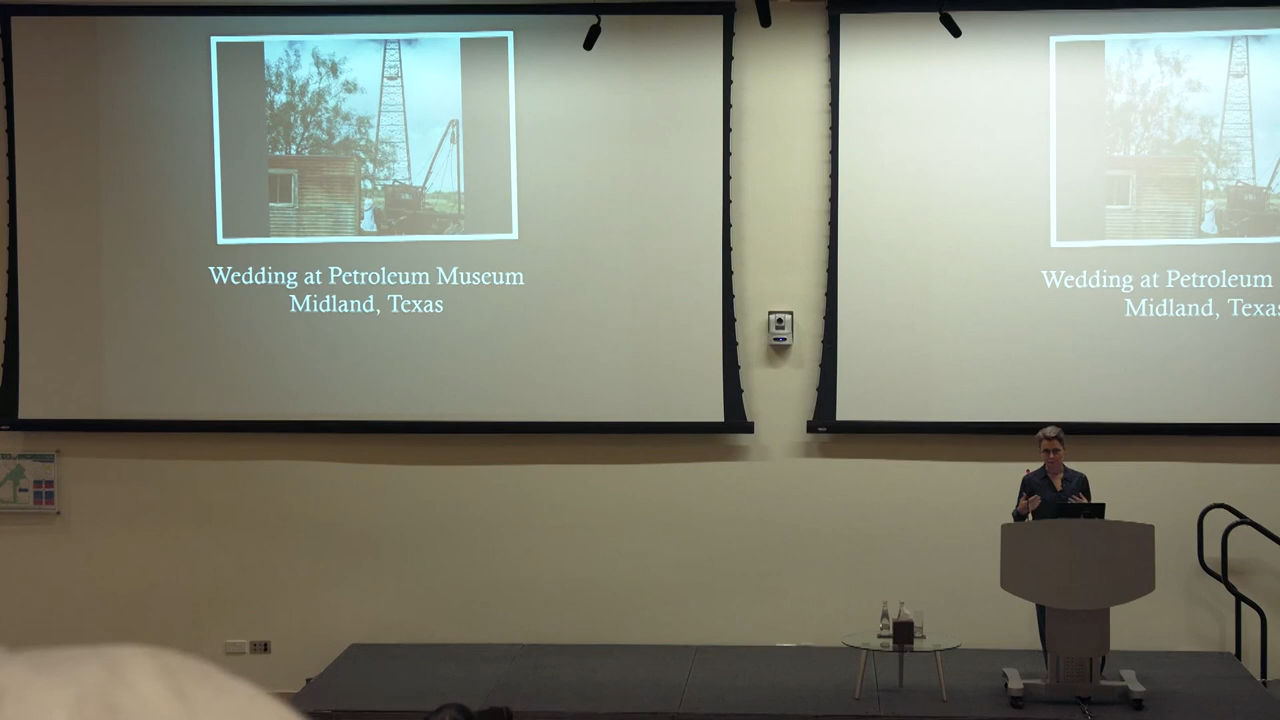 Wedding at Petroleum Museum
Midland, Texas
Wedding at Petroleum
Midland, Texas